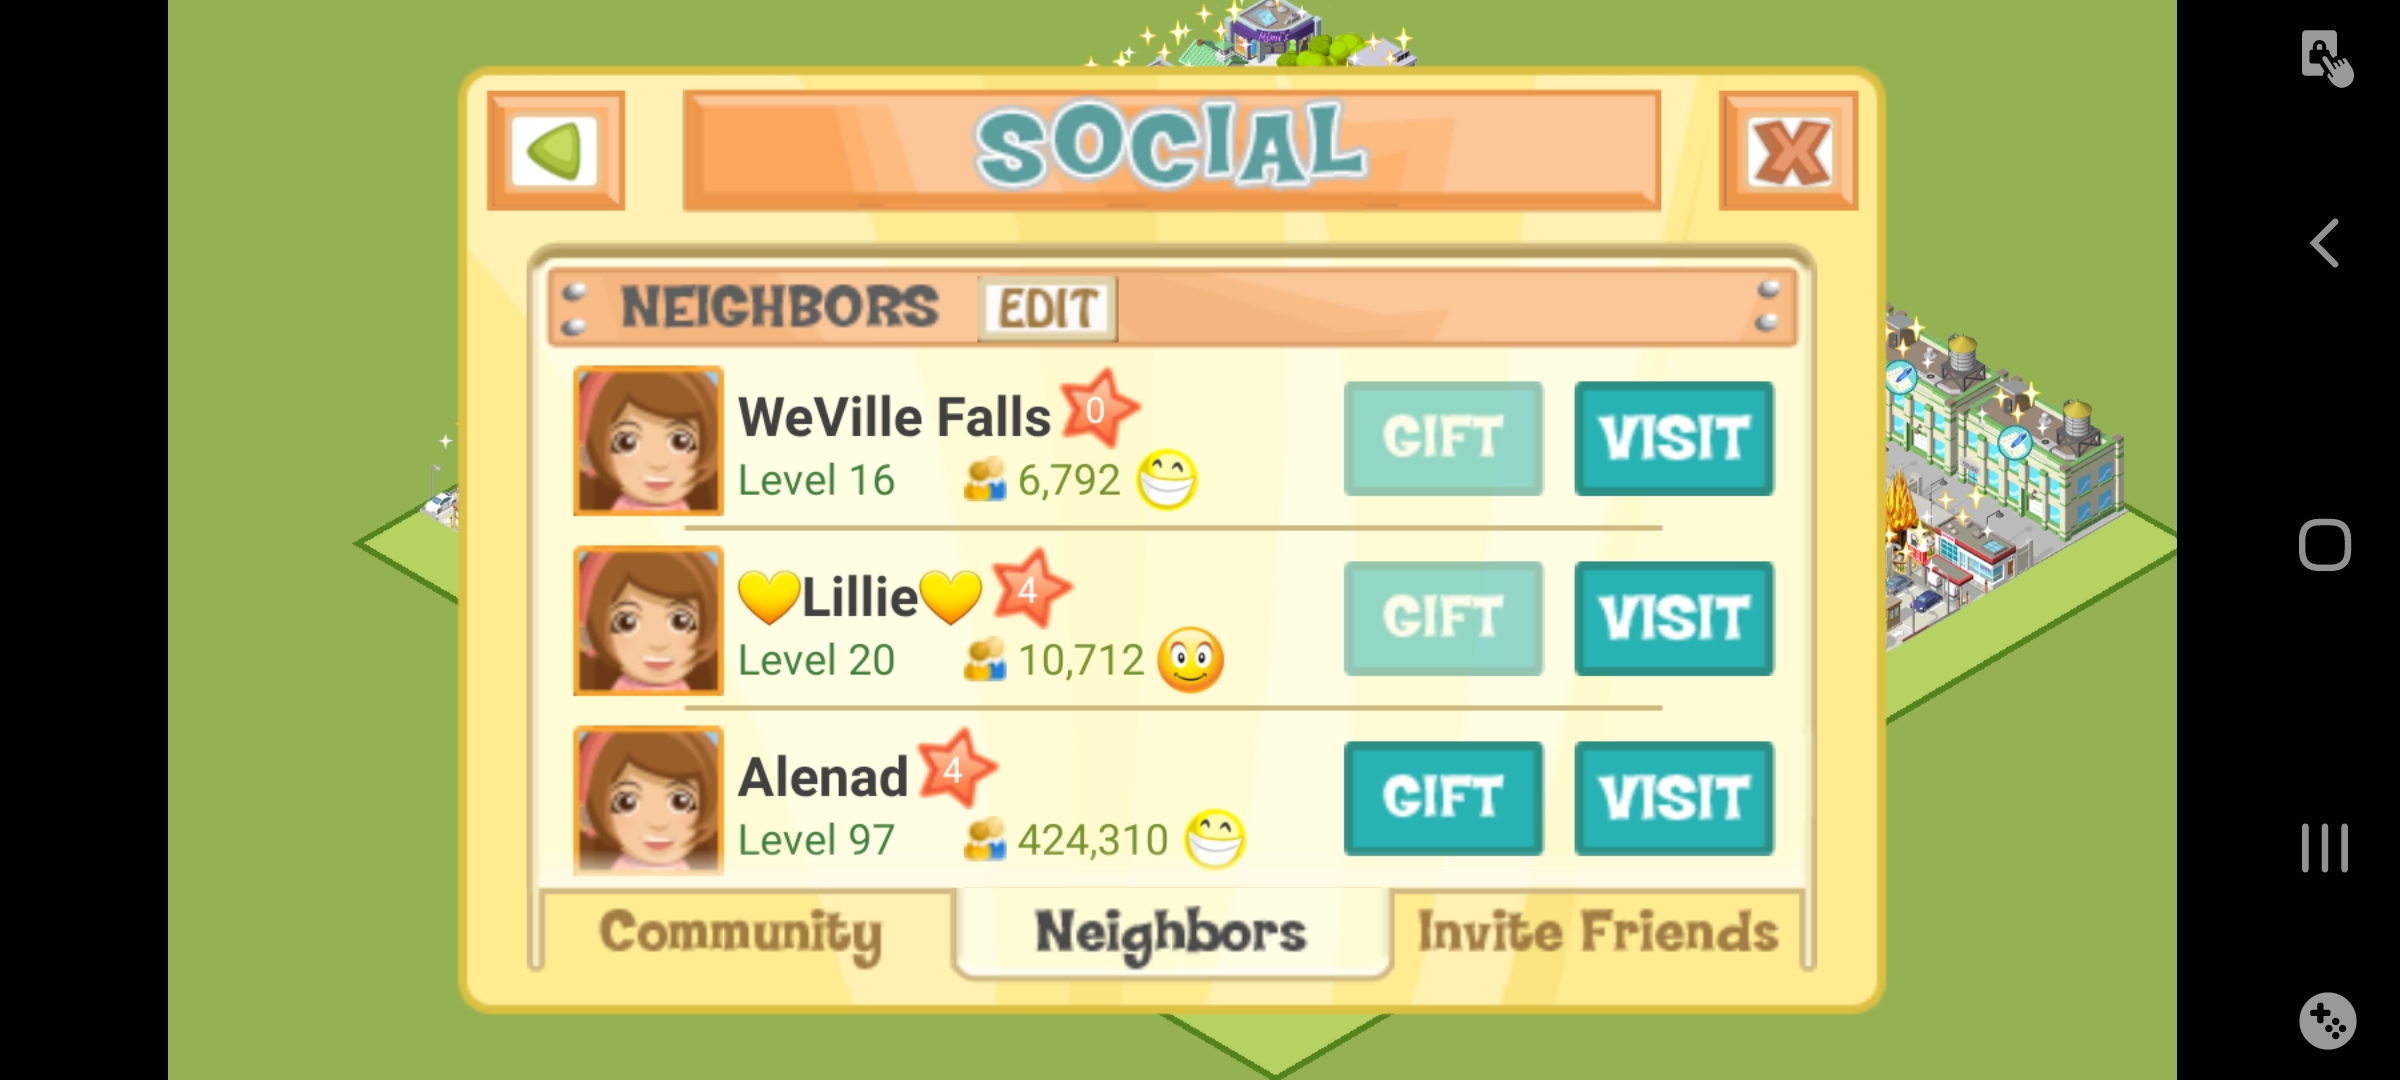 Mimi's
SOCIAL
NEIGHBORS EDIT
WeVille Falls 0
Level 16 6,792
GIFT VISIT
💛Lillie💛 4
Level 20 10,712
GIFT VISIT
Alenad 4
Level 97 424,310
GIFT VISIT
Community Neighbors Invite Friends